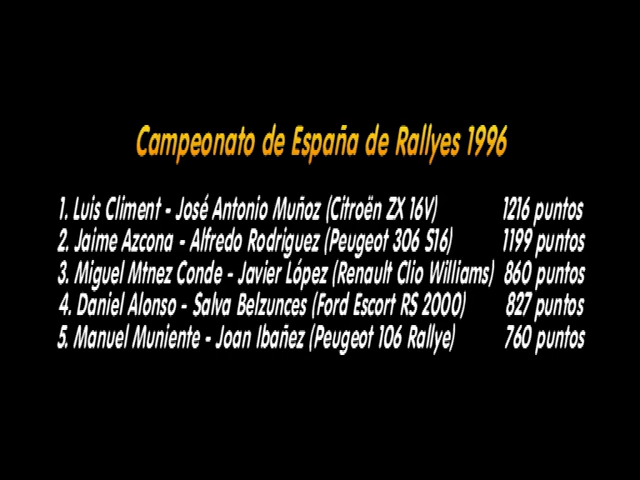 Campeonato de España de Rallyes 1996
1. Luis Climent - José Antonio Muñoz (Citroën ZX 16V) 1216 puntos
2. Jaime Azcona - Alfredo Rodriguez (Peugeot 306 S16) 1199 puntos
3. Miguel Mtnez Conde - Javier López (Renault Clio Williams) 860 puntos
4. Daniel Alonso - Salva Belzunces (Ford Escort RS 2000) 827 puntos
5. Manuel Muniente - Joan Ibañez (Peugeot 106 Rallye) 760 puntos